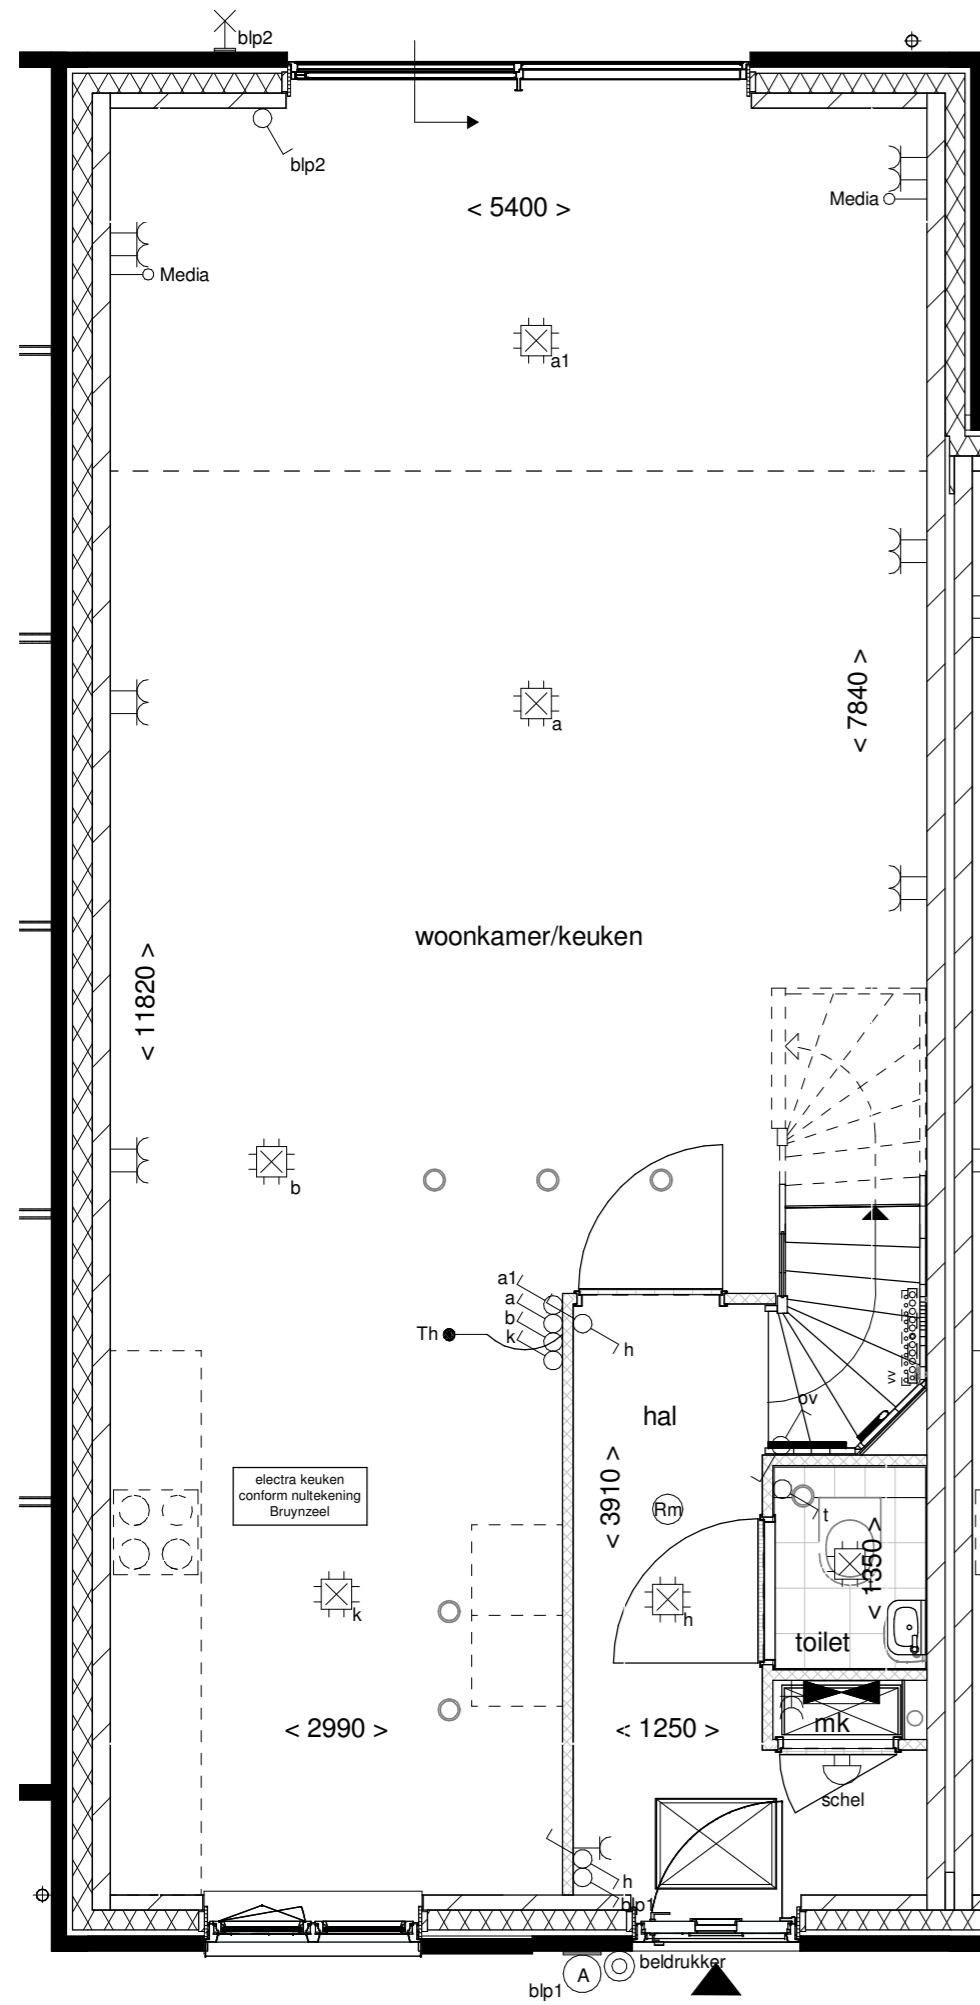 blp2
blp2
< 5400 >
Media
Media
a1
a
< 7840 >
woonkamer/keuken
< 11820 >
b
a1
a
b
k
Th
h
vv
ov
hal
electra keuken
conform nultekening
Bruynzeel
< 3910 >
Rm
t
< 1350 >
k
h
toilet
< 2990 >
< 1250 >
mk
schel
h
blp1
beldrukker
A
blp1